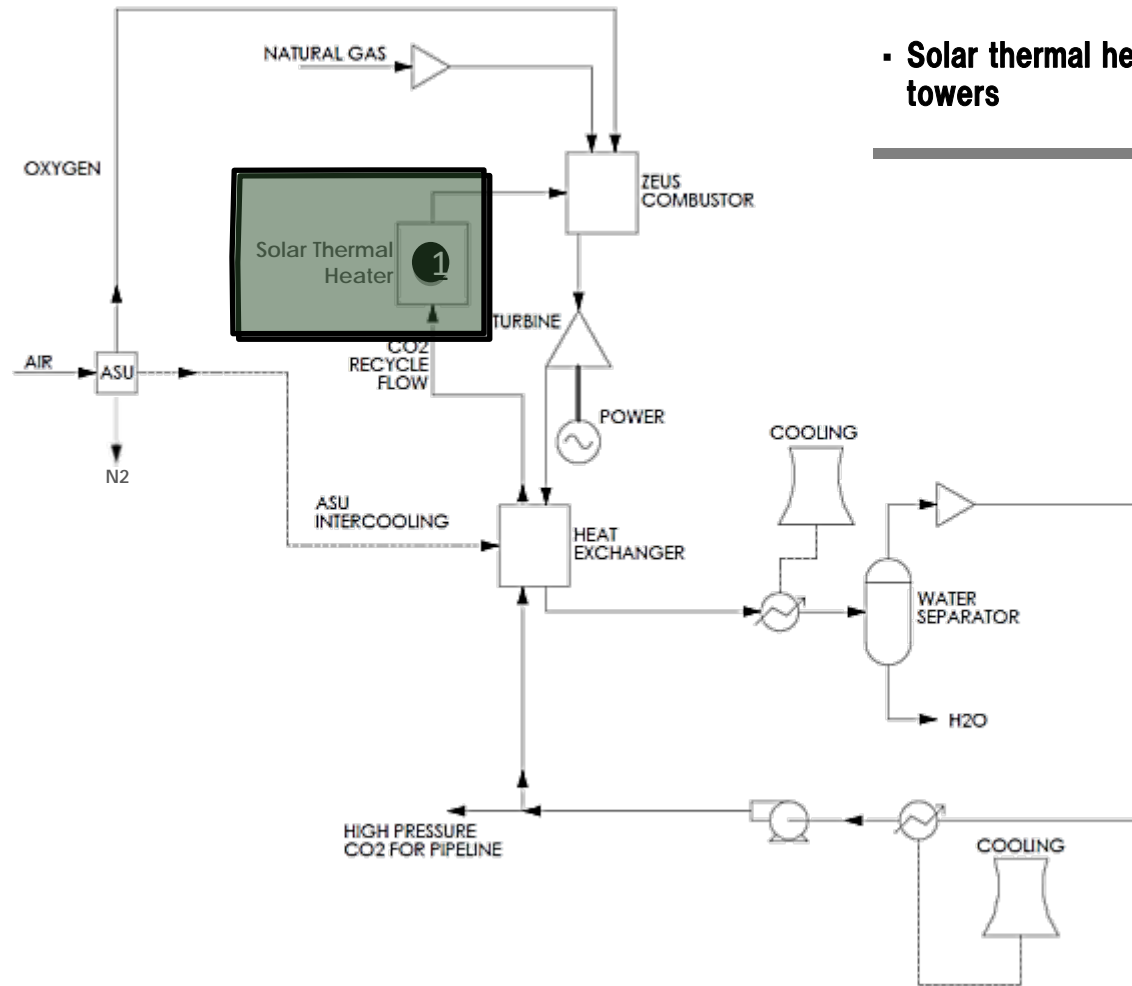 NATURAL GAS
▪ Solar thermal he
towers
OXYGEN
ZEUS
COMBUSTOR
Solar Thermal
Heater
1
TURBINE
CO2
RECYCLE
FLOW
AIR
ASU
POWER
COOLING
N2
ASU
INTERCOOLING
HEAT
EXCHANGER
WATER
SEPARATOR
H2O
HIGH PRESSURE
CO2 FOR PIPELINE
COOLING